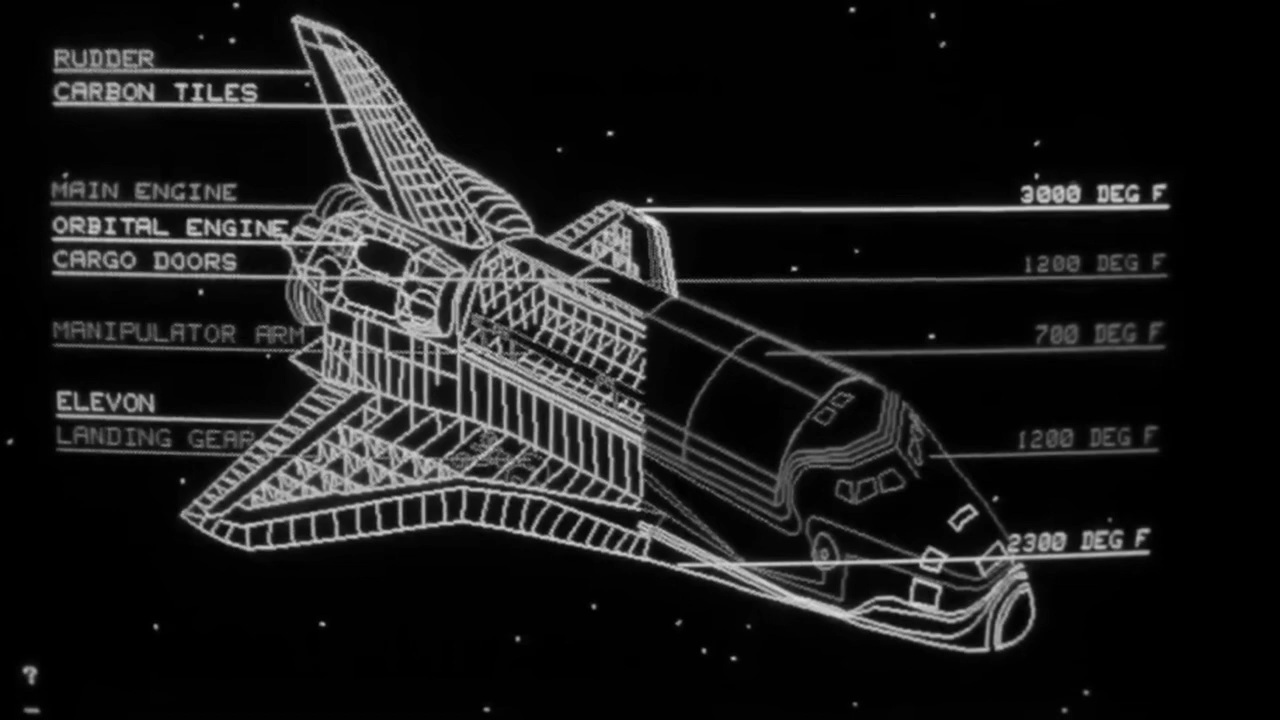 RUDDER
CARBON TILES
MAIN ENGINE
ORBITAL ENGINE
CARGO DOORS
MANIPULATOR ARM
ELEVON
LANDING GEAR
3000 DEG F
1200 DEG F
700 DEG F
1200 DEG F
2300 DEG F
?
_